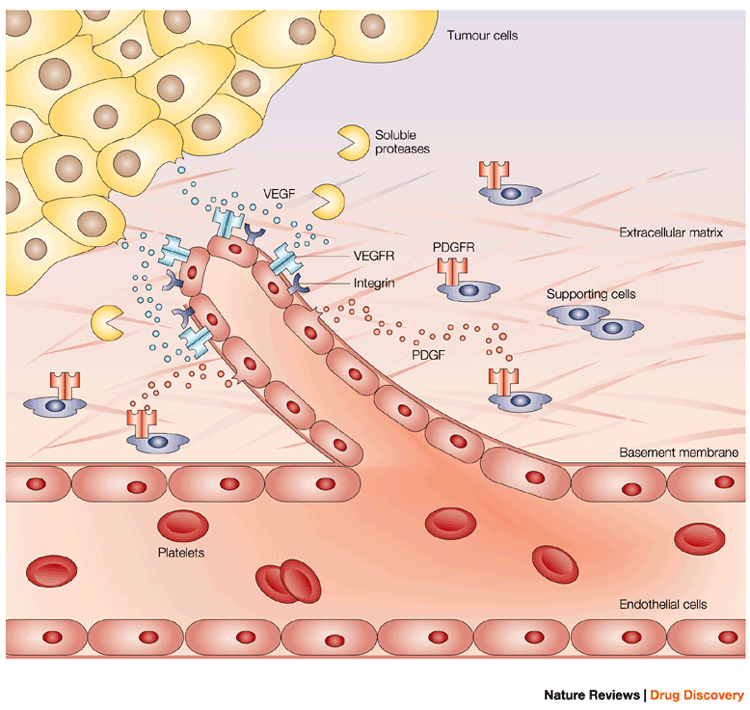 Tumour cells
Soluble
proteases
VEGF
Extracellular matrix
VEGFR
PDGFR
Integrin
Supporting cells
PDGF
Basement membrane
Platelets
Endothelial cells
Nature Reviews | Drug Discovery